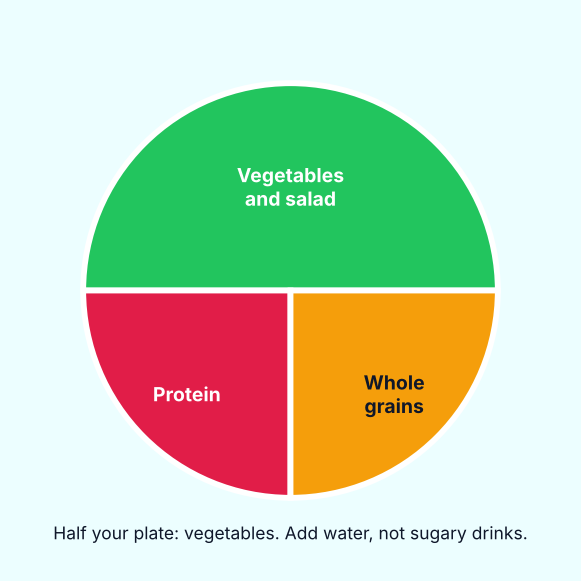 Vegetables
and salad
Protein
Whole
grains
Half your plate: vegetables. Add water, not sugary drinks.